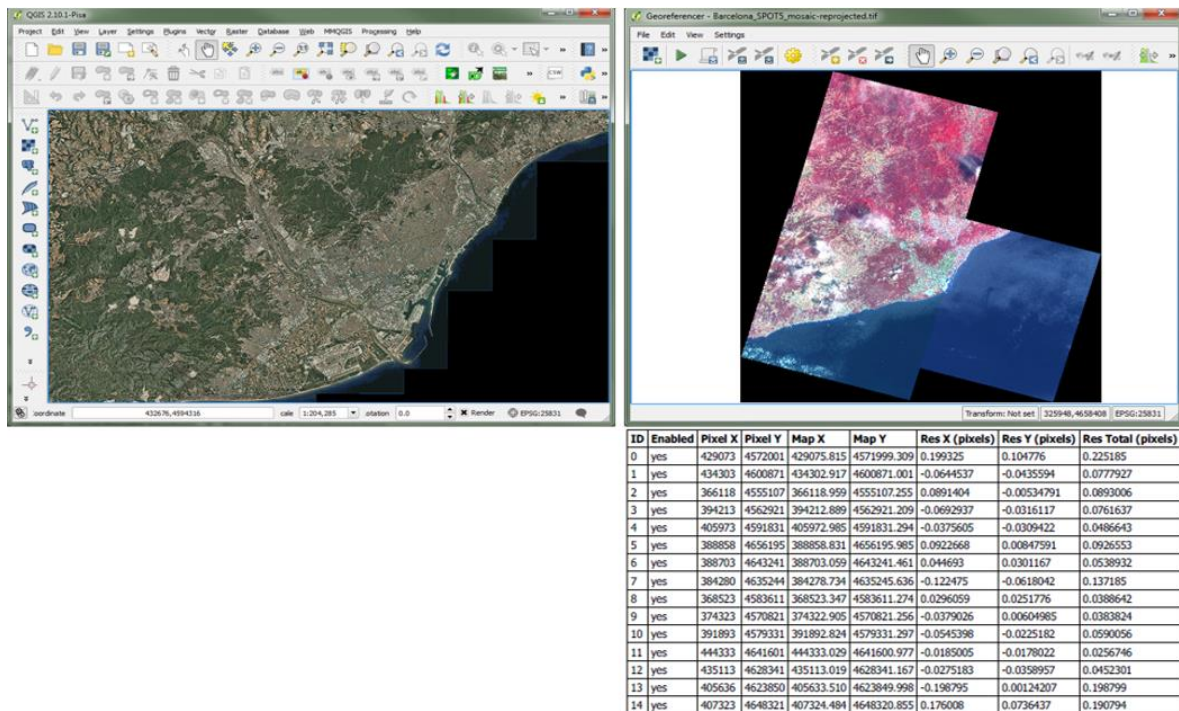 QGIS 2.10.1-Pisa
Project Edit View Layer Settings Plugins Vector Raster Database Web MMQGIS Processing Help
csw
oordinate 432676,4594316 cale 1:204,285 otation 0.0 Render EPSG:25831
Georeferencer - Barcelona_SPOT5_mosaic-reprojected.tif
File Edit View Settings
Transform: Not set 325948,4658408 EPSG:25831
ID Enabled Pixel X Pixel Y Map X Map Y Res X (pixels) Res Y (pixels) Res Total (pixels)
0 yes 429073 4572001 429075.815 4571999.309 0.199325 0.104776 0.225185
1 yes 434303 4600871 434302.917 4600871.001 -0.0644537 -0.0435594 0.0777927
2 yes 366118 4555107 366118.959 4555107.255 0.0891404 -0.00534791 0.0893006
3 yes 394213 4562921 394212.889 4562921.209 -0.0692937 -0.0316117 0.0761637
4 yes 405973 4591831 405972.985 4591831.294 -0.0375605 -0.0309422 0.0486643
5 yes 388858 4656195 388858.831 4656195.985 0.0922668 0.00847591 0.0926553
6 yes 388703 4643241 388703.059 4643241.461 0.044693 0.0301167 0.0538932
7 yes 384280 4635244 384278.734 4635245.636 -0.122475 -0.0618042 0.137185
8 yes 368523 4583611 368523.347 4583611.274 0.0296059 0.0251776 0.0388642
9 yes 374323 4570821 374322.905 4570821.256 -0.0379026 0.00604985 0.0383824
10 yes 391893 4579331 391892.824 4579331.297 -0.0545398 -0.0225182 0.0590056
11 yes 444333 4641601 444333.029 4641600.977 -0.0185005 -0.0178022 0.0256746
12 yes 435113 4628341 435113.019 4628341.167 -0.0275183 -0.0358957 0.0452301
13 yes 405636 4623850 405633.510 4623849.998 -0.198795 0.00124207 0.198799
14 yes 407323 4648321 407324.484 4648320.855 0.176008 0.0736437 0.190794